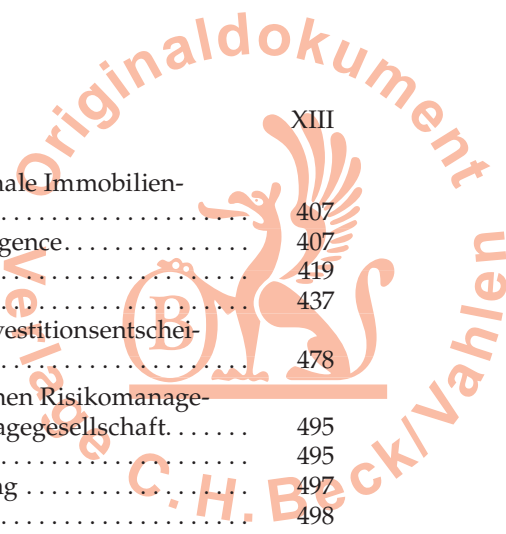 XIII
nale Immobilien-
. . . . . . . . . . . . . . . . . . . . 407
gence. . . . . . . . . . . . . . . 407
. . . . . . . . . . . . . . . . . . . . 419
. . . . . . . . . . . . . . . . . . . . 437
vestitionsentschei-
. . . . . . . . . . . . . . . . . . . . 478
hen Risikomanage-
agegesellschaft. . . . . . . 495
. . . . . . . . . . . . . . . . . . . . 495
ng . . . . . . . . . . . . . . . . . . 497
. . . . . . . . . . . . . . . . . . . . 498
Originaldokument
Verlage C. H. Beck/Vahlen
B